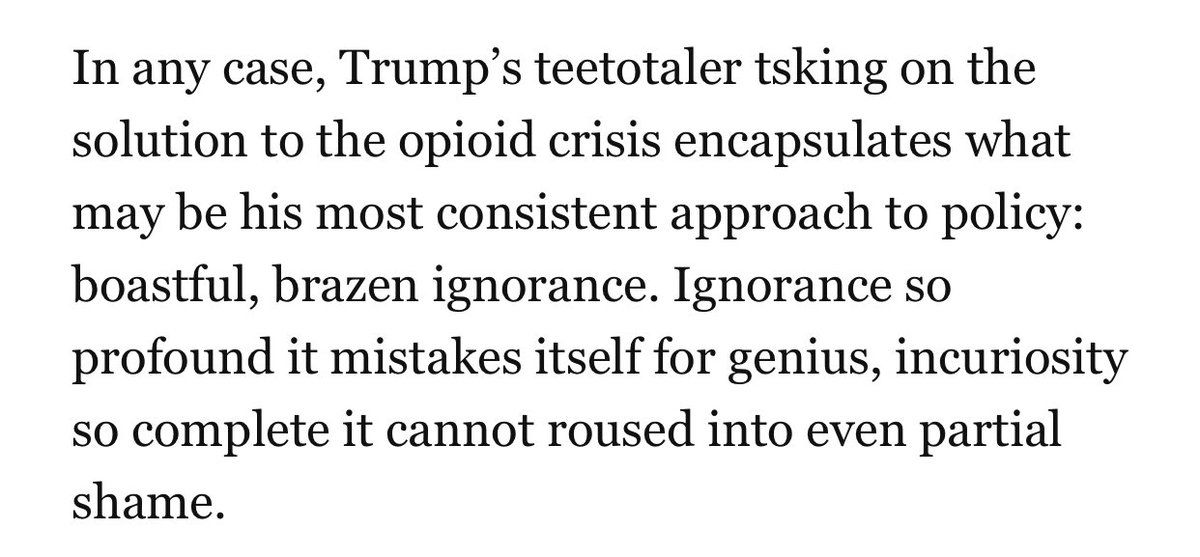 In any case, Trump’s teetotaler tsking on the
solution to the opioid crisis encapsulates what
may be his most consistent approach to policy:
boastful, brazen ignorance. Ignorance so
profound it mistakes itself for genius, incuriosity
so complete it cannot roused into even partial
shame.